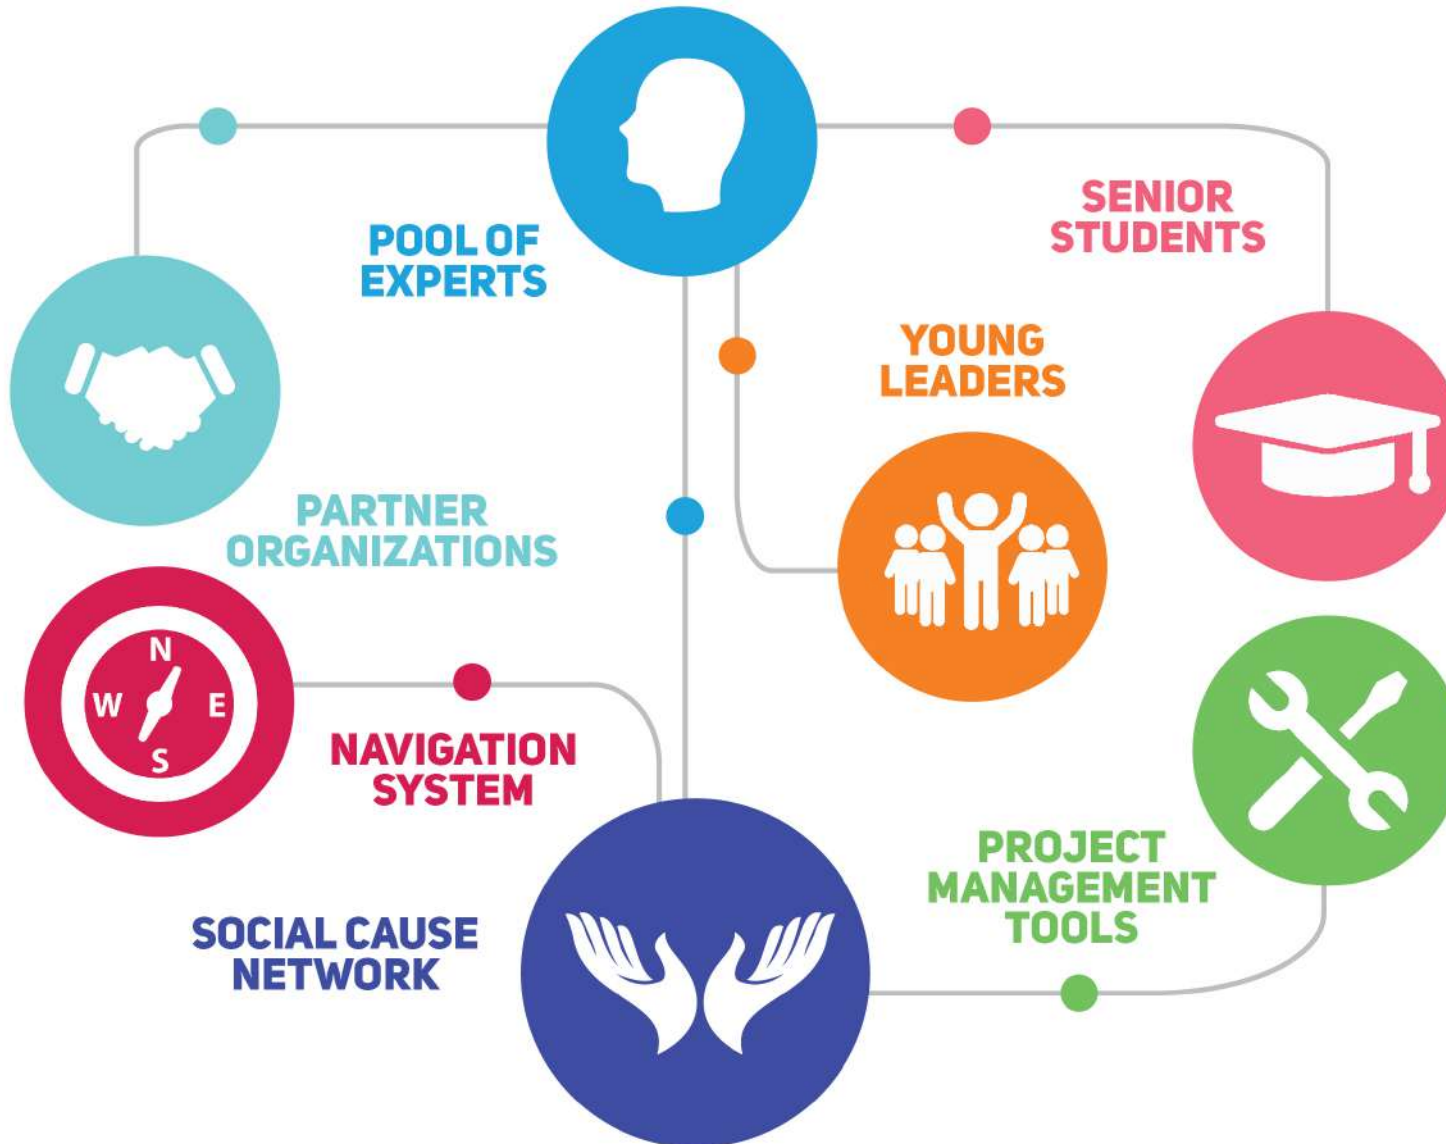 POOL OF
EXPERTS
SENIOR
STUDENTS
YOUNG
LEADERS
PARTNER
ORGANIZATIONS
N
W
E
S
NAVIGATION
SYSTEM
PROJECT
MANAGEMENT
TOOLS
SOCIAL CAUSE
NETWORK